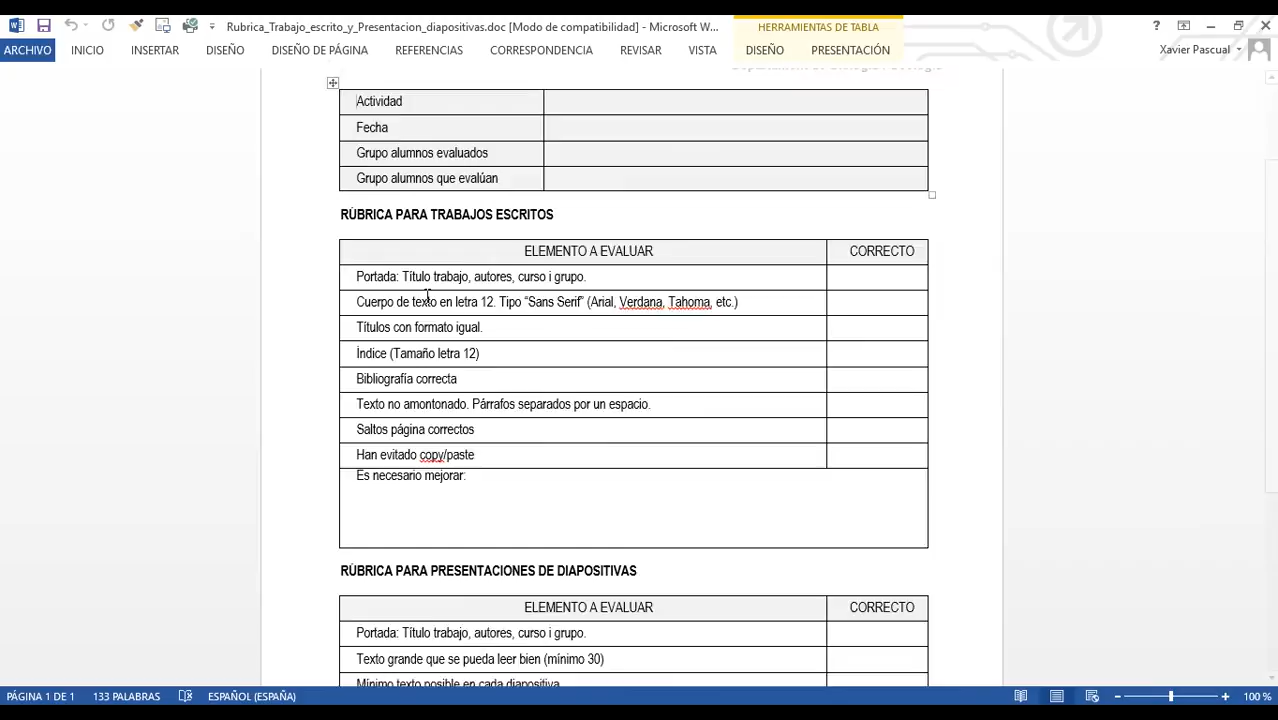 Rubrica_Trabajo_escrito_y_Presentacion_diapositivas.doc [Modo de compatibilidad] - Microsoft W...
HERRAMIENTAS DE TABLA
ARCHIVO INICIO INSERTAR DISEÑO DISEÑO DE PÁGINA REFERENCIAS CORRESPONDENCIA REVISAR VISTA DISEÑO PRESENTACIÓN Xavier Pascual
Actividad
Fecha
Grupo alumnos evaluados
Grupo alumnos que evalúan
RÚBRICA PARA TRABAJOS ESCRITOS
ELEMENTO A EVALUAR CORRECTO
Portada: Título trabajo, autores, curso i grupo.
Cuerpo de texto en letra 12. Tipo “Sans Serif” (Arial, Verdana, Tahoma, etc.)
Títulos con formato igual.
Índice (Tamaño letra 12)
Bibliografía correcta
Texto no amontonado. Párrafos separados por un espacio.
Saltos página correctos
Han evitado copy/paste
Es necesario mejorar:
RÚBRICA PARA PRESENTACIONES DE DIAPOSITIVAS
ELEMENTO A EVALUAR CORRECTO
Portada: Título trabajo, autores, curso i grupo.
Texto grande que se pueda leer bien (mínimo 30)
Mínimo texto posible en cada diapositiva
PÁGINA 1 DE 1 133 PALABRAS ESPAÑOL (ESPAÑA) 100 %